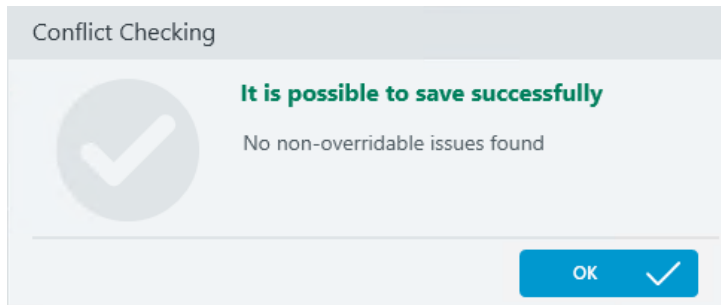 Conflict Checking
It is possible to save successfully
No non-overridable issues found
OK